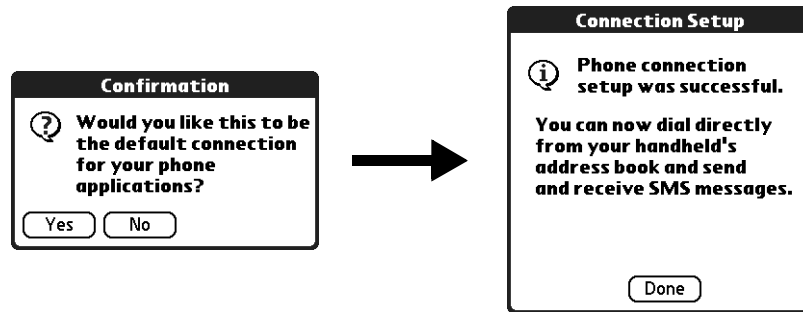 Confirmation
Would you like this to be
the default connection
for your phone
applications?
Yes No
Connection Setup
Phone connection
setup was successful.
You can now dial directly
from your handheld's
address book and send
and receive SMS messages.
Done